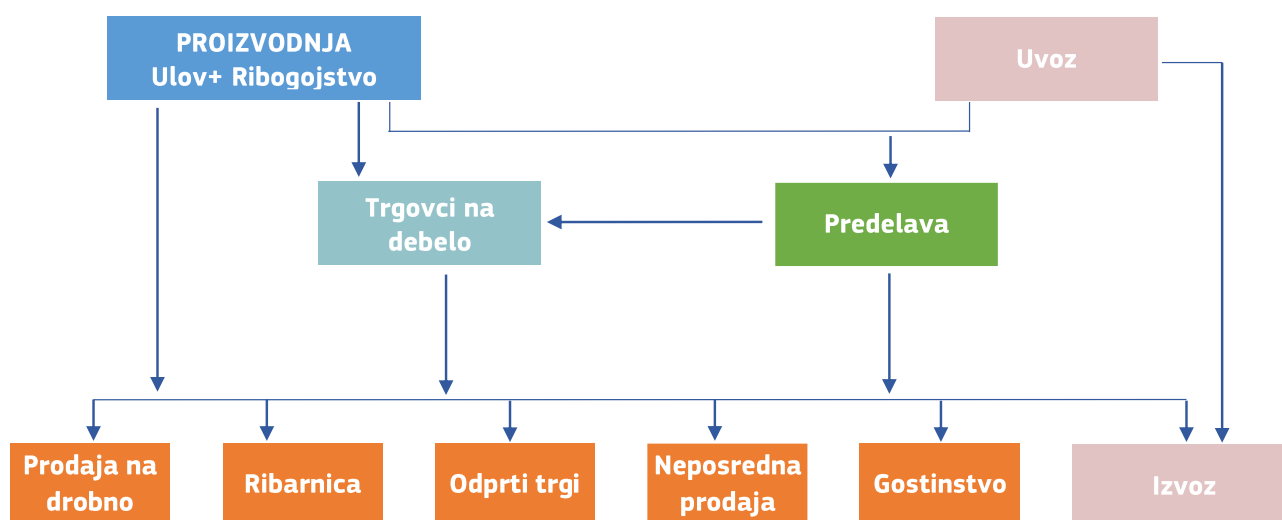 PROIZVODNJA
Ulov+ Ribogojstvo
Uvoz
Trgovci na
debelo
Predelava
Prodaja na
drobno
Ribarnica
Odprti trgi
Neposredna
prodaja
Gostinstvo
Izvoz